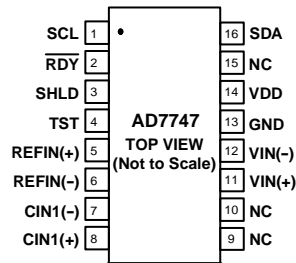 SCL 1
RDY 2
SHLD 3
TST 4
REFIN(+) 5
REFIN(–) 6
CIN1(–) 7
CIN1(+) 8
AD7747
TOP VIEW
(Not to Scale)
16 SDA
15 NC
14 VDD
13 GND
12 VIN(–)
11 VIN(+)
10 NC
9 NC